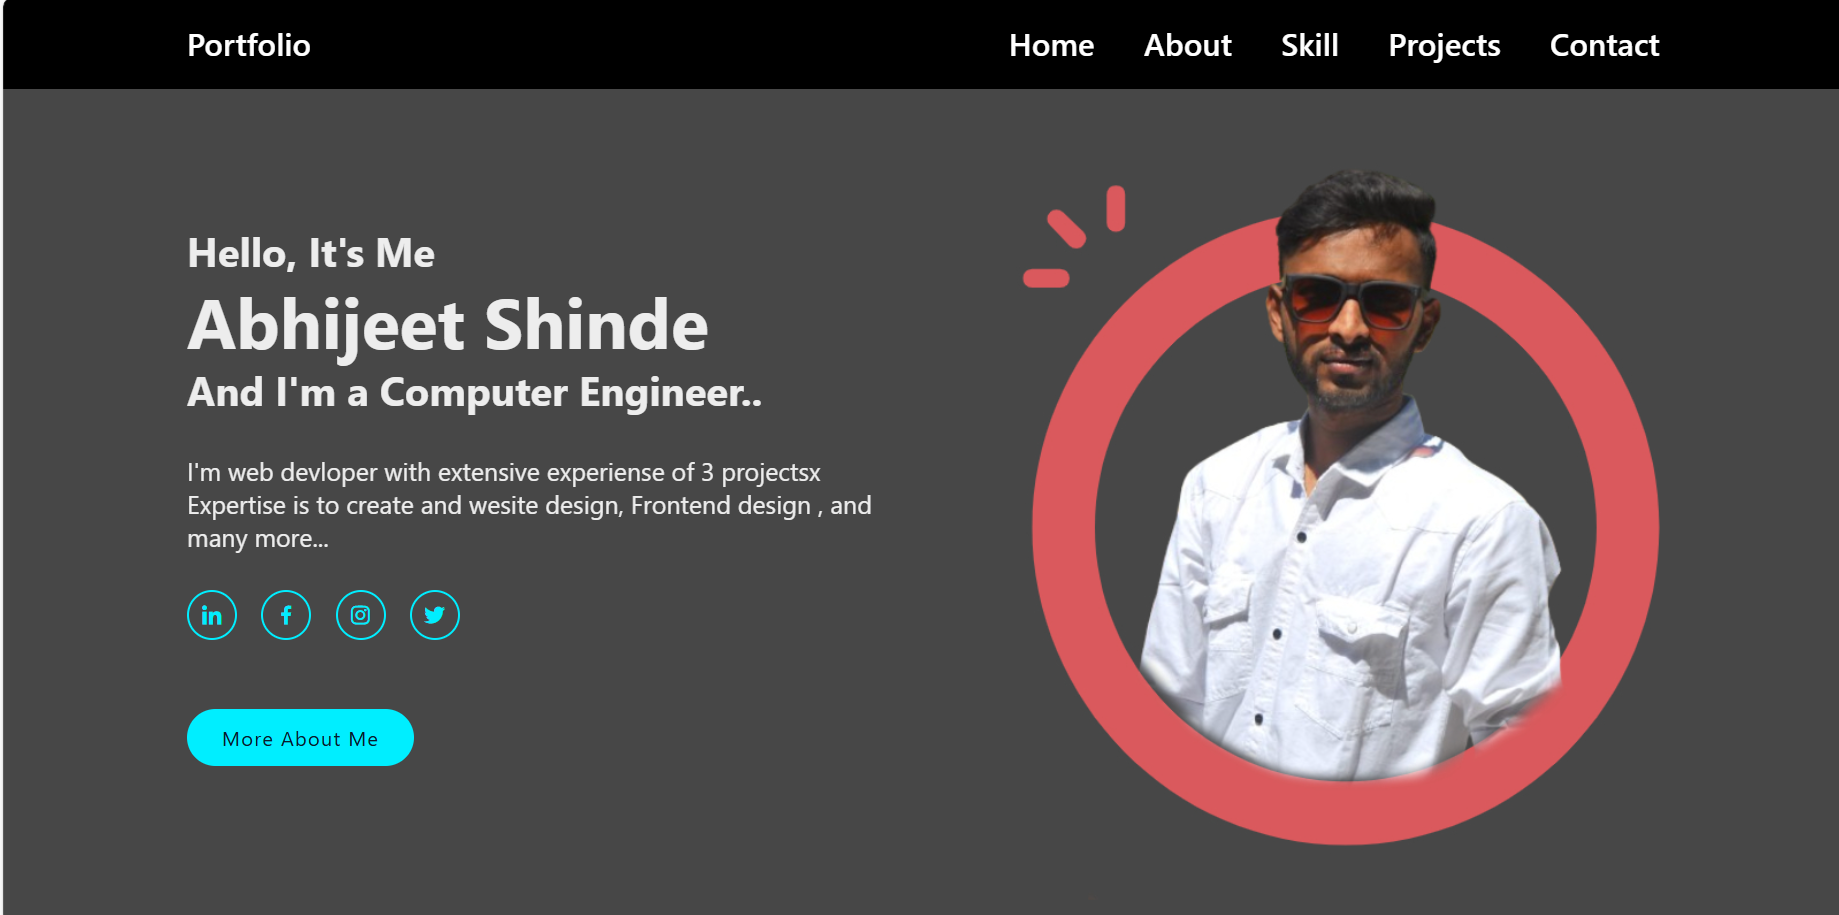 Portfolio
Home About Skill Projects Contact
Hello, It's Me
Abhijeet Shinde
And I'm a Computer Engineer..
I'm web devloper with extensive experiense of 3 projectsx
Expertise is to create and wesite design, Frontend design , and
many more...
in f
More About Me